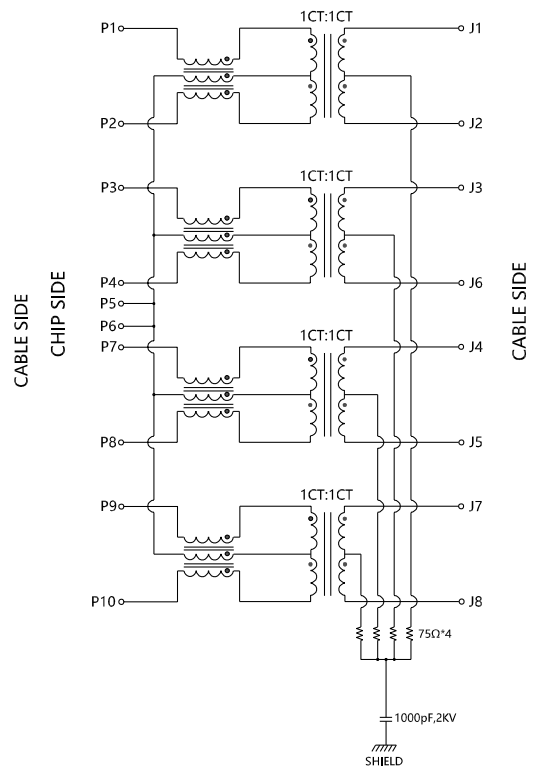 1CT:1CT
P1
J1
P2
J2
1CT:1CT
P3
J3
P4
J6
P5
P6
CABLE SIDE
CHIP SIDE
CABLE SIDE
1CT:1CT
P7
J4
P8
J5
1CT:1CT
P9
J7
P10
J8
75Ω*4
1000pF,2KV
SHIELD